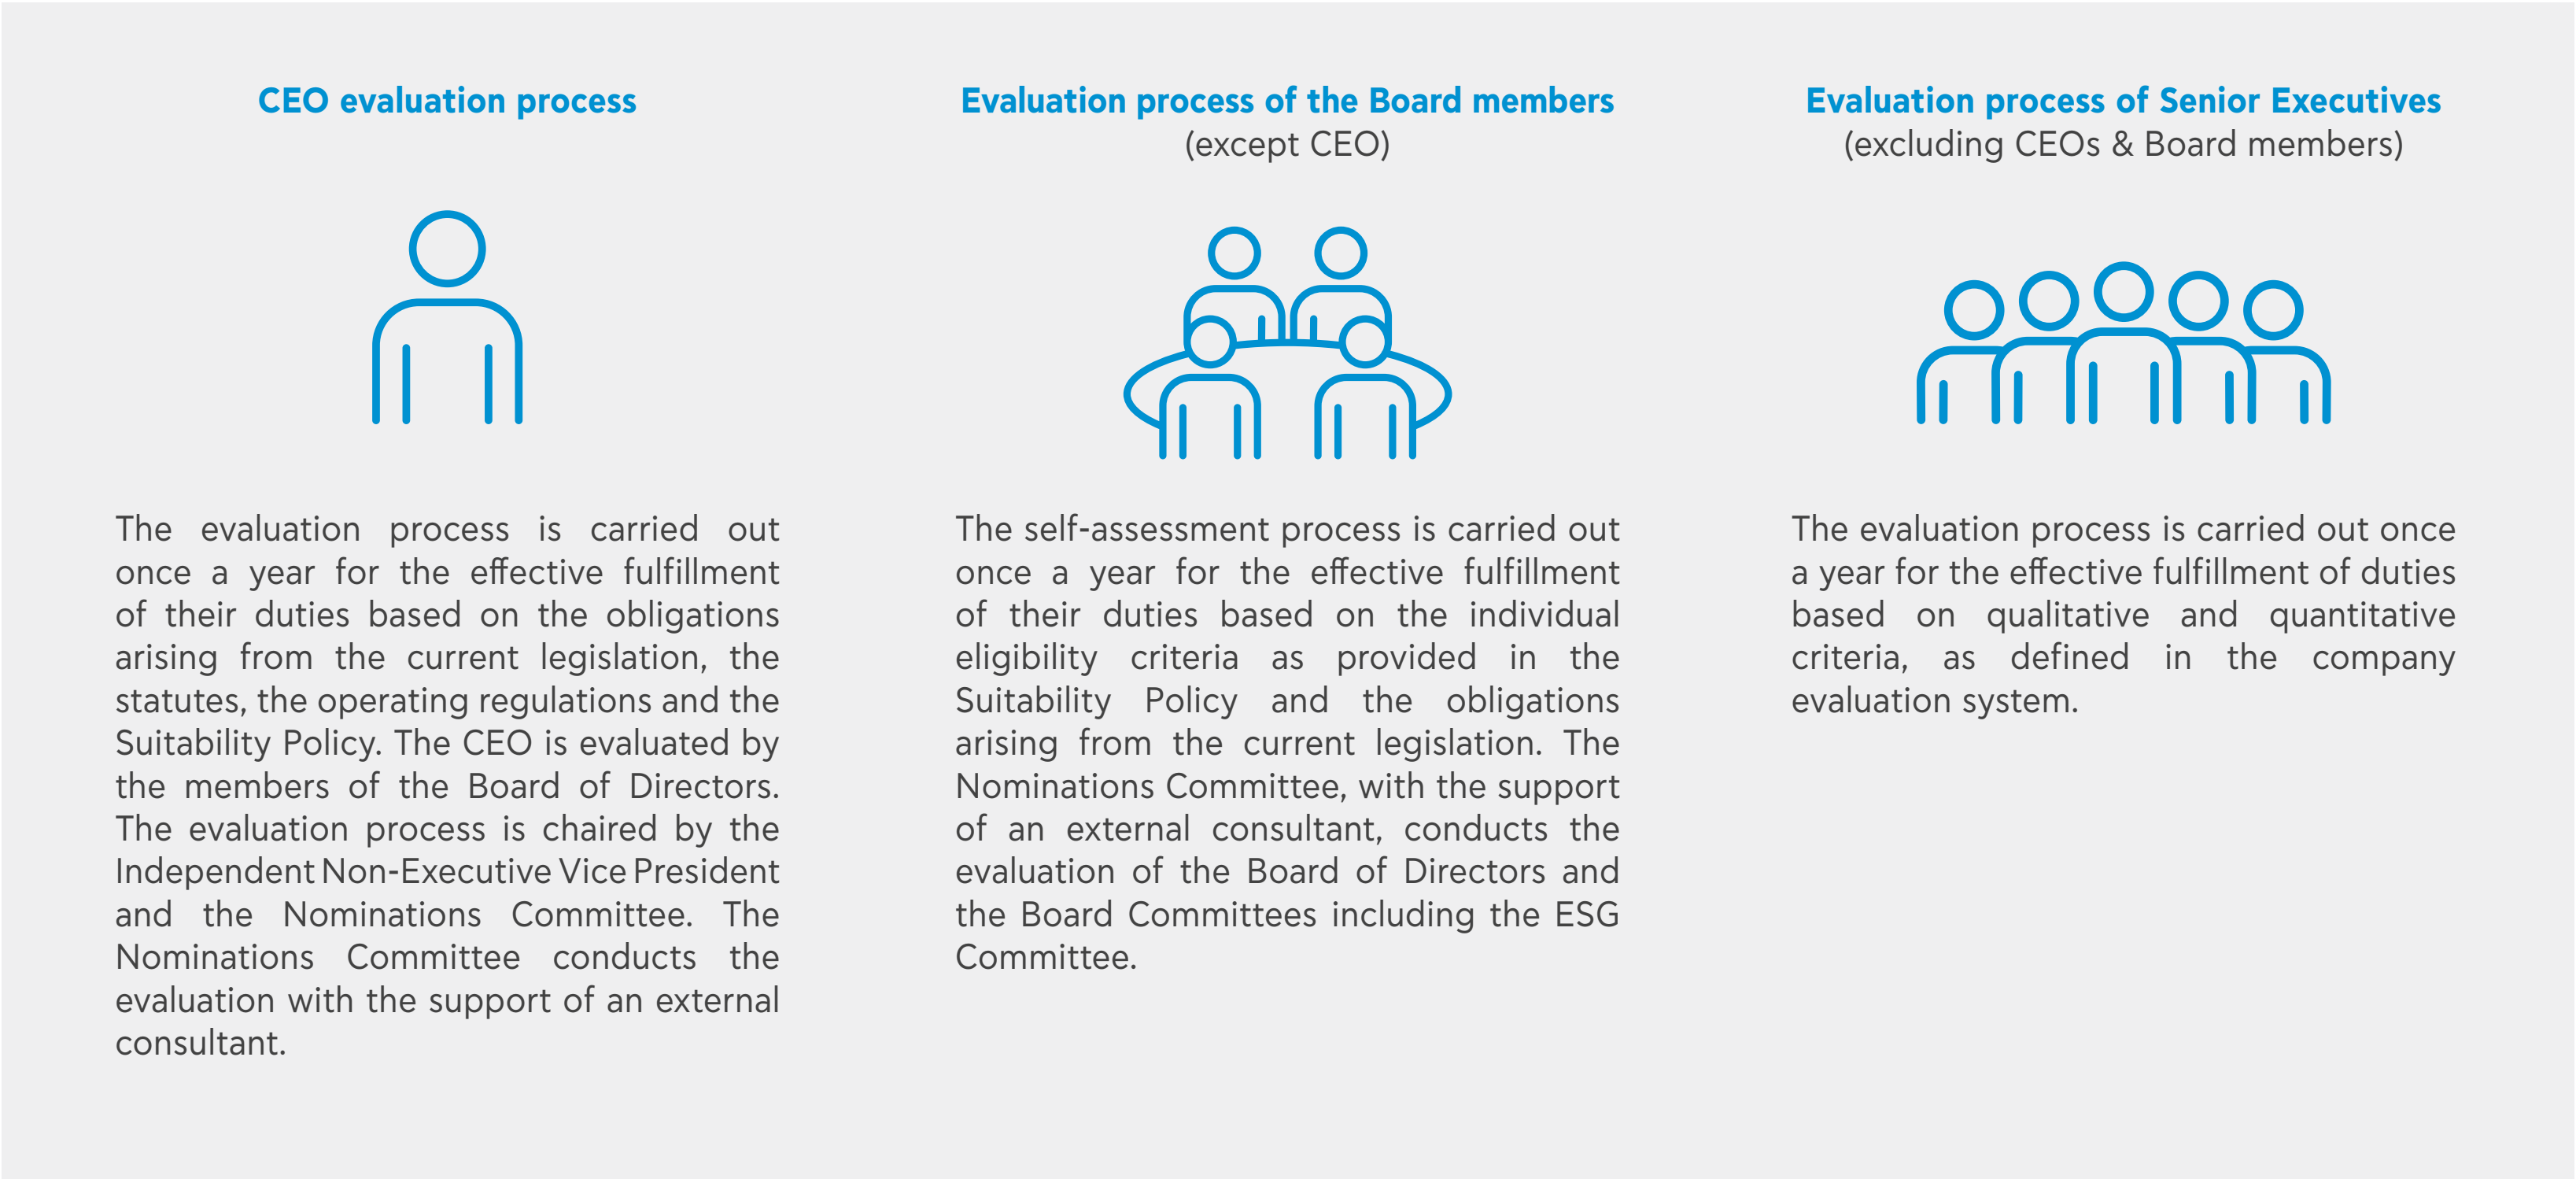 CEO evaluation process
The evaluation process is carried out
once a year for the effective fulfillment
of their duties based on the obligations
arising from the current legislation, the
statutes, the operating regulations and the
Suitability Policy. The CEO is evaluated by
the members of the Board of Directors.
The evaluation process is chaired by the
Independent Non-Executive Vice President
and the Nominations Committee. The
Nominations Committee conducts the
evaluation with the support of an external
consultant.
Evaluation process of the Board members
(except CEO)
The self-assessment process is carried out
once a year for the effective fulfillment
of their duties based on the individual
eligibility criteria as provided in the
Suitability Policy and the obligations
arising from the current legislation. The
Nominations Committee, with the support
of an external consultant, conducts the
evaluation of the Board of Directors and
the Board Committees including the ESG
Committee.
Evaluation process of Senior Executives
(excluding CEOs & Board members)
The evaluation process is carried out once
a year for the effective fulfillment of duties
based on qualitative and quantitative
criteria, as defined in the company
evaluation system.